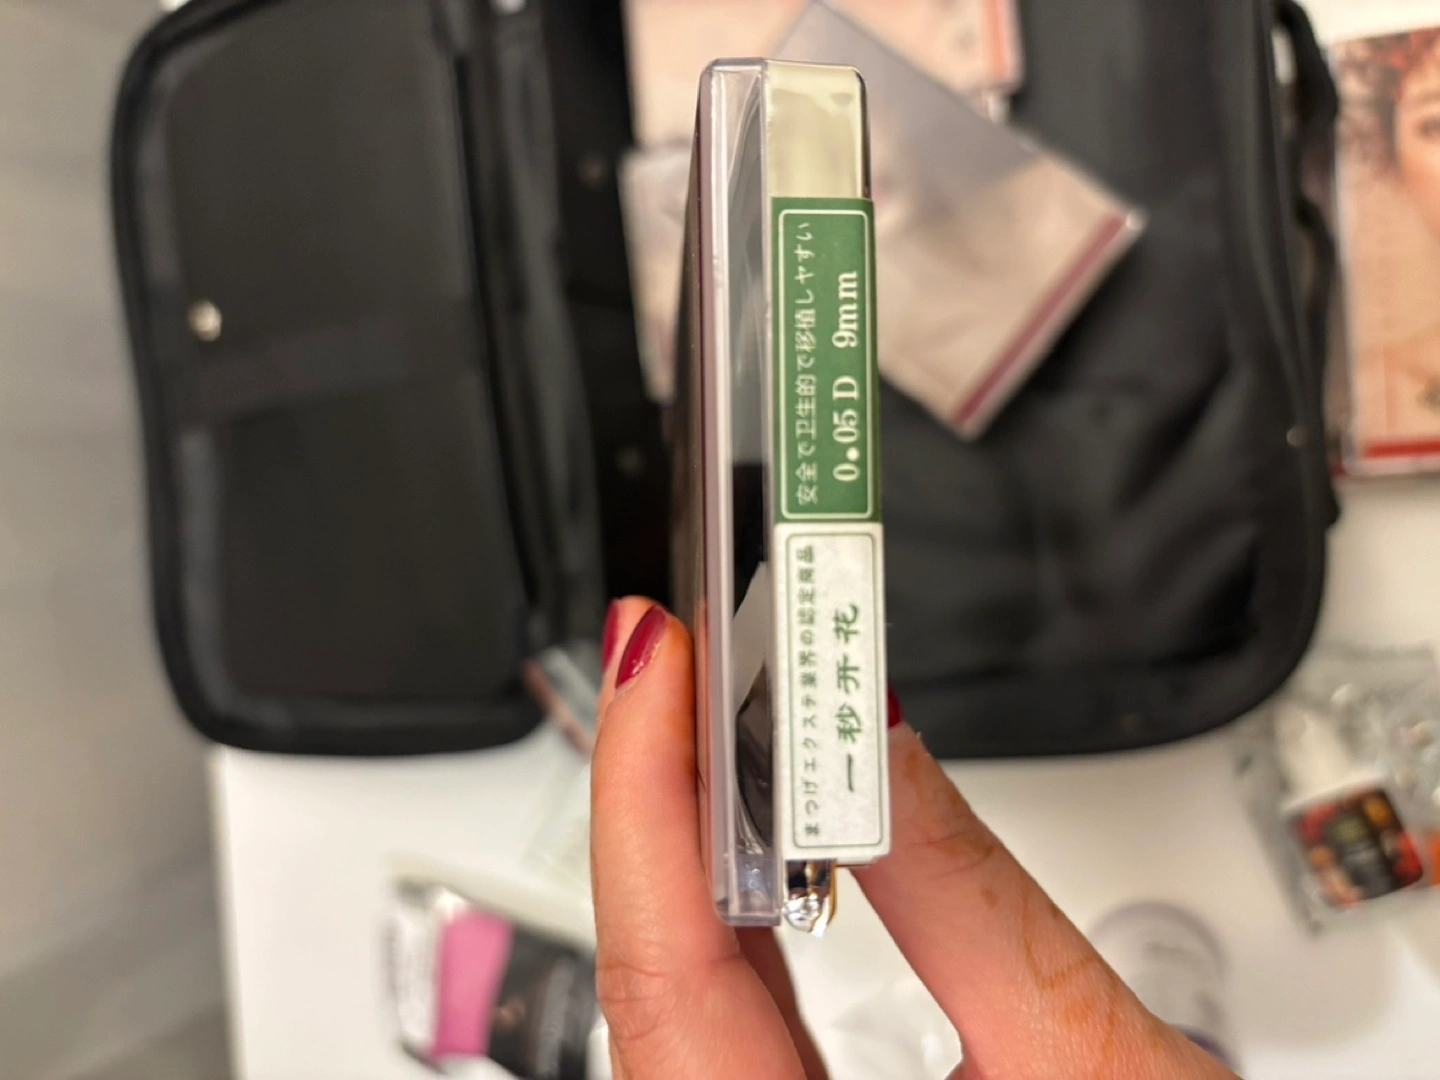 安全で卫生的で移植しやすい
0.05 D 9mm
まつげエクステ業界の認定商品
一秒开花